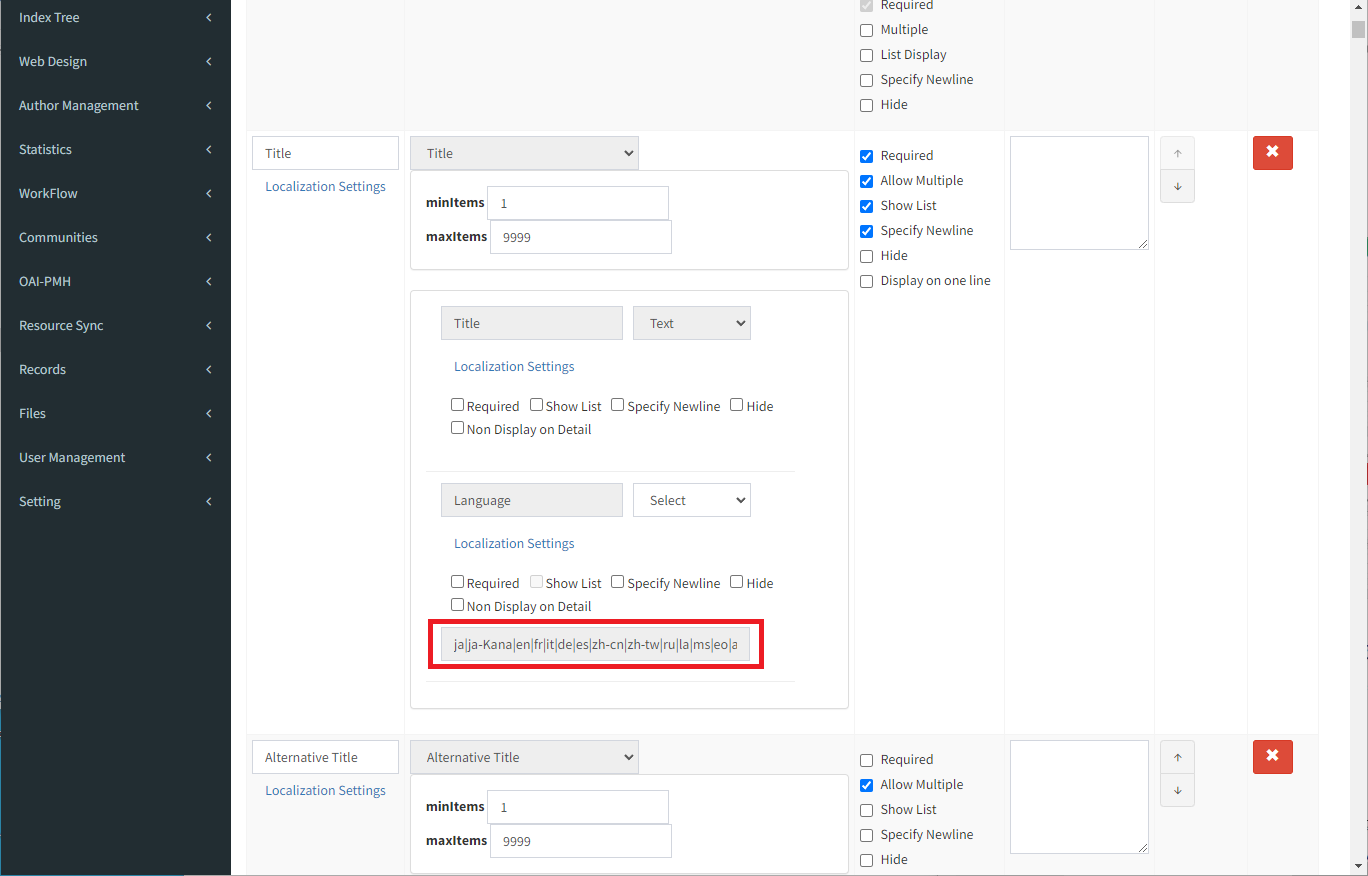 Index Tree
Web Design
Author Management
Statistics
WorkFlow
Communities
OAI-PMH
Resource Sync
Records
Files
User Management
Setting
Required
Multiple
List Display
Specify Newline
Hide
Title
Localization Settings
Title
minItems 1
maxItems 9999
Title Text
Localization Settings
Required Show List Specify Newline Hide
Non Display on Detail
Language Select
Localization Settings
Required Show List Specify Newline Hide
Non Display on Detail
ja|ja-Kana|en|fr|it|de|es|zh-cn|zh-tw|ru|la|ms|eo|a
Required
Allow Multiple
Show List
Specify Newline
Hide
Display on one line
Alternative Title
Localization Settings
Alternative Title
minItems 1
maxItems 9999
Required
Allow Multiple
Show List
Specify Newline
Hide